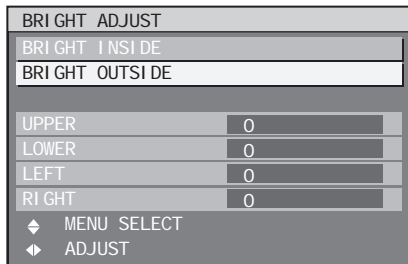 BRIGHT ADJUST
BRIGHT INSIDE
BRIGHT OUTSIDE
UPPER 0
LOWER 0
LEFT 0
RIGHT 0
MENU SELECT
ADJUST